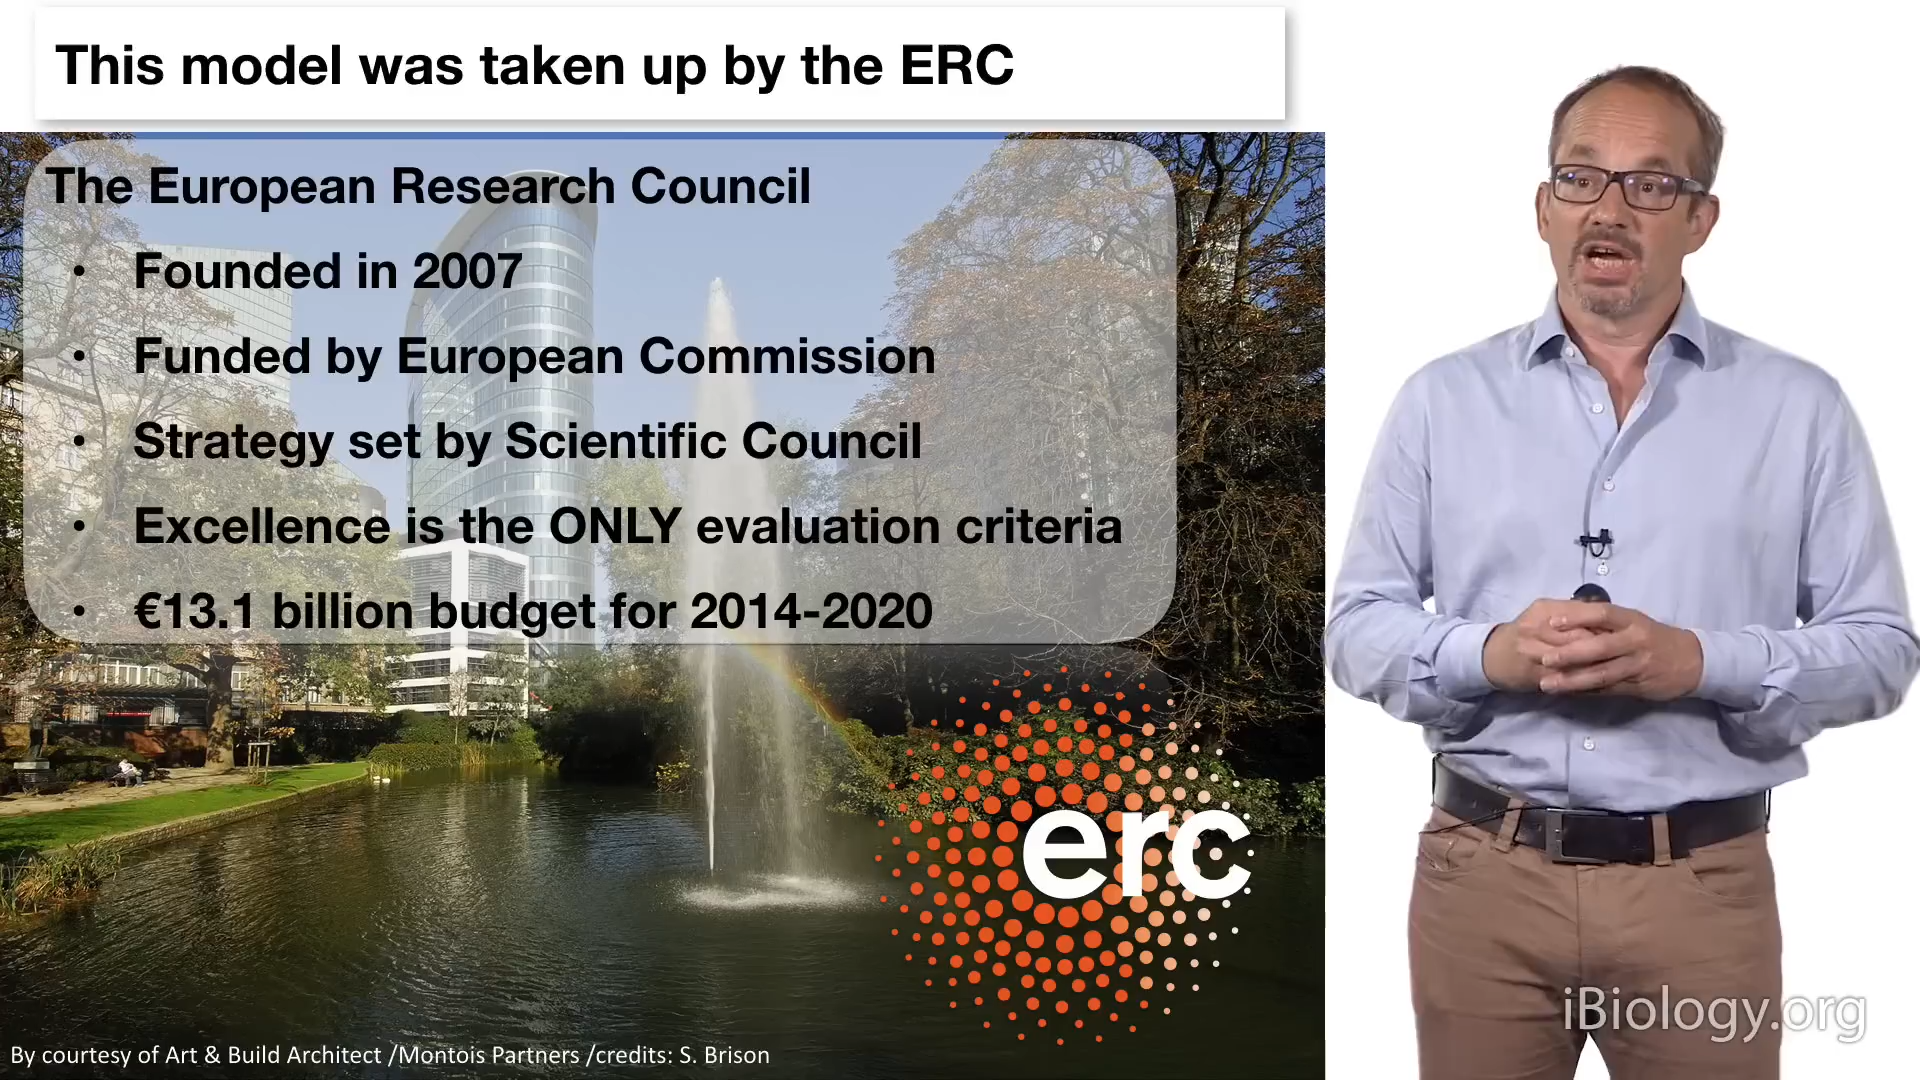 This model was taken up by the ERC
The European Research Council
• Founded in 2007
• Funded by European Commission
• Strategy set by Scientific Council
• Excellence is the ONLY evaluation criteria
• €13.1 billion budget for 2014-2020
erc
iBiology.org
By courtesy of Art & Build Architect /Montois Partners /credits: S. Brison